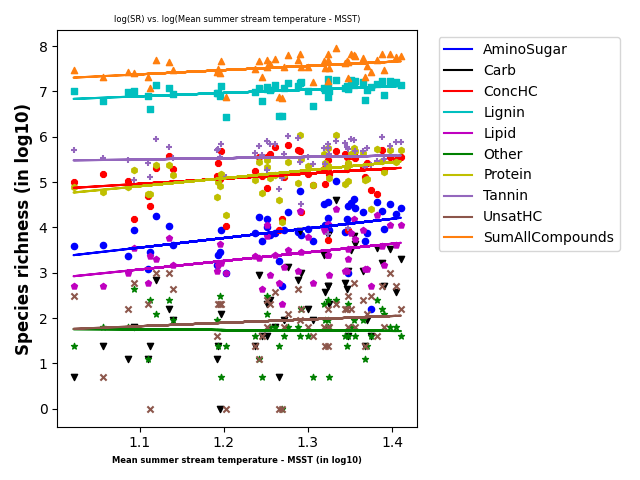 log(SR) vs. log(Mean summer stream temperature - MSST)
8
7
6
5
4
3
2
1
0
Species richness (in log10)
1.1
1.2
1.3
1.4
Mean summer stream temperature - MSST (in log10)
AminoSugar
Carb
ConcHC
Lignin
Lipid
Other
Protein
Tannin
UnsatHC
SumAllCompounds